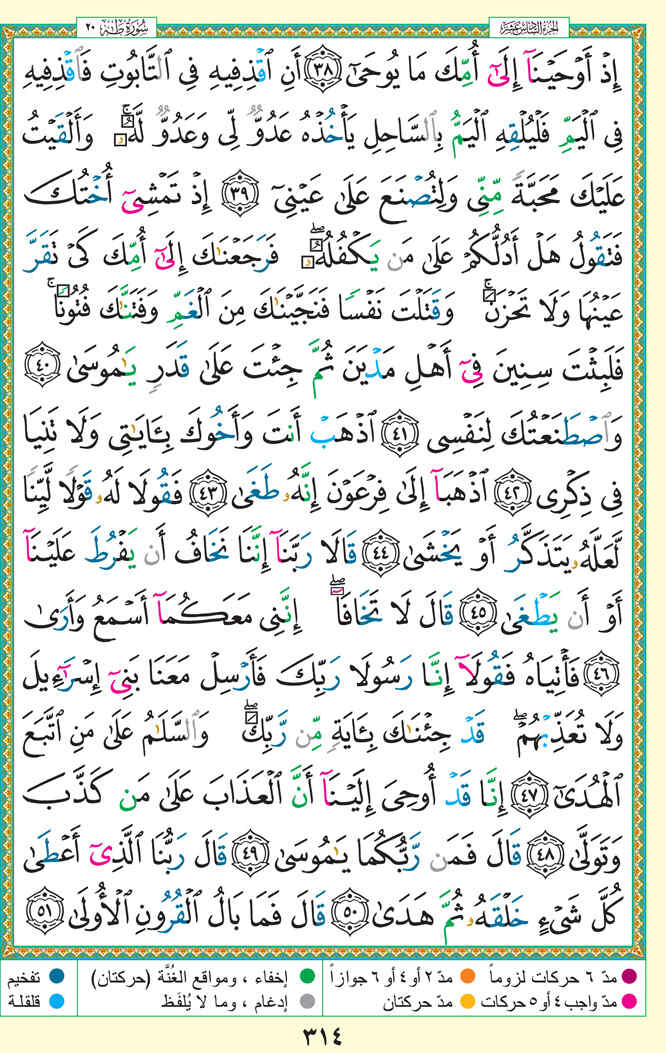 الجزء السادس عشر
سورة طه ٢٠
إِذْ أَوْحَيْنَآ إِلَىٰٓ أُمِّكَ مَا يُوحَىٰٓ ٣٨ أَنِ ٱقْذِفِيهِ فِي ٱلتَّابُوتِ فَٱقْذِفِيهِ
فِي ٱلْيَمِّ فَلْيُلْقِهِ ٱلْيَمُّ بِٱلسَّاحِلِ يَأْخُذْهُ عَدُوٌّ لِّي وَعَدُوٌّ لَّهُۥ ۚ وَأَلْقَيْتُ
عَلَيْكَ مَحَبَّةً مِّنِّي وَلِتُصْنَعَ عَلَىٰ عَيْنِيٓ ٣٩ إِذْ تَمْشِيٓ أُخْتُكَ
فَتَقُولُ هَلْ أَدُلُّكُمْ عَلَىٰ مَن يَكْفُلُهُۥ ۖ فَرَجَعْنَٰكَ إِلَىٰٓ أُمِّكَ كَيْ تَقَرَّ
عَيْنُهَا وَلَا تَحْزَنَ ۚ وَقَتَلْتَ نَفْسًا فَنَجَّيْنَٰكَ مِنَ ٱلْغَمِّ وَفَتَنَّٰكَ فُتُونًا ۚ
فَلَبِثْتَ سِنِينَ فِيٓ أَهْلِ مَدْيَنَ ثُمَّ جِئْتَ عَلَىٰ قَدَرٍ يَٰمُوسَىٰ ٤٠
وَٱصْطَنَعْتُكَ لِنَفْسِي ٤١ ٱذْهَبْ أَنتَ وَأَخُوكَ بِـَٔايَٰتِي وَلَا تَنِيَا
فِي ذِكْرِي ٤٢ ٱذْهَبَآ إِلَىٰ فِرْعَوْنَ إِنَّهُۥ طَغَىٰ ٤٣ فَقُولَا لَهُۥ قَوْلًا لَّيِّنًا
لَّعَلَّهُۥ يَتَذَكَّرُ أَوْ يَخْشَىٰ ٤٤ قَالَا رَبَّنَآ إِنَّنَا نَخَافُ أَن يَفْرُطَ عَلَيْنَآ
أَوْ أَن يَطْغَىٰ ٤٥ قَالَ لَا تَخَافَآ ۖ إِنَّنِي مَعَكُمَآ أَسْمَعُ وَأَرَىٰ
٤٦ فَأْتِيَاهُ فَقُولَآ إِنَّا رَسُولَا رَبِّكَ فَأَرْسِلْ مَعَنَا بَنِيٓ إِسْرَٰٓءِيلَ
وَلَا تُعَذِّبْهُمْ ۖ قَدْ جِئْنَٰكَ بِـَٔايَةٍ مِّن رَّبِّكَ ۖ وَٱلسَّلَٰمُ عَلَىٰ مَنِ ٱتَّبَعَ
ٱلْهُدَىٰٓ ٤٧ إِنَّا قَدْ أُوحِيَ إِلَيْنَآ أَنَّ ٱلْعَذَابَ عَلَىٰ مَن كَذَّبَ
وَتَوَلَّىٰ ٤٨ قَالَ فَمَن رَّبُّكُمَا يَٰمُوسَىٰ ٤٩ قَالَ رَبُّنَا ٱلَّذِيٓ أَعْطَىٰ
كُلَّ شَيْءٍ خَلْقَهُۥ ثُمَّ هَدَىٰ ٥٠ قَالَ فَمَا بَالُ ٱلْقُرُونِ ٱلْأُولَىٰ ٥١
مدّ ٦ حركات لزوماً مدّ ٢ أو ٤ أو ٦ جوازاً إخفاء ، ومواقع الغُنَّة (حركتان) تفخيم
مدّ واجب ٤ أو ٥ حركات مدّ حركتان إدغام ، وما لا يُلفَظ قلقلة
٣١٤